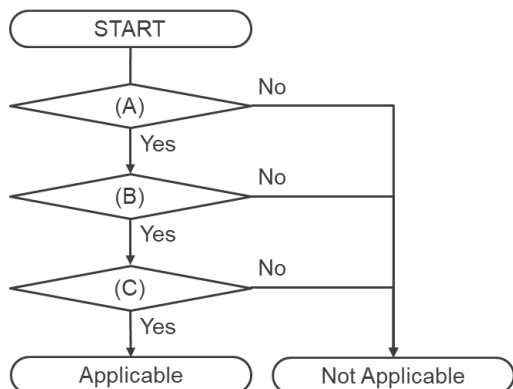 START
(A)
No
Yes
(B)
No
Yes
(C)
No
Yes
Applicable
Not Applicable